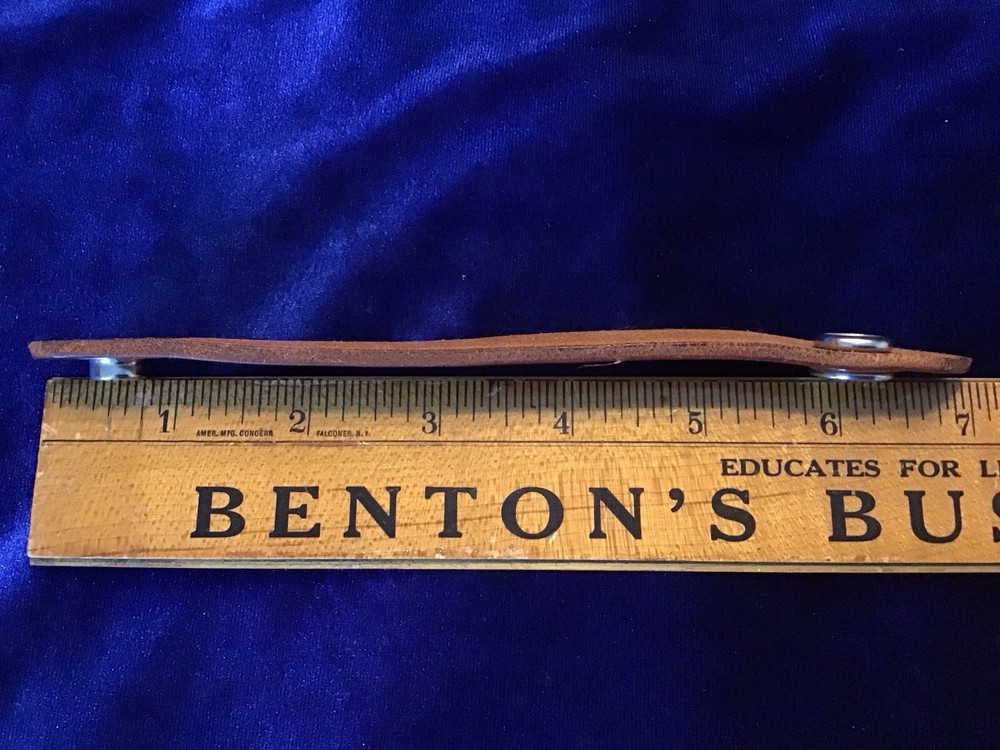 1 2 3 4 5 6 7
AMER. MFG. CONCERN FALCONER, N.Y.
EDUCATES FOR
BENTON'S BUS